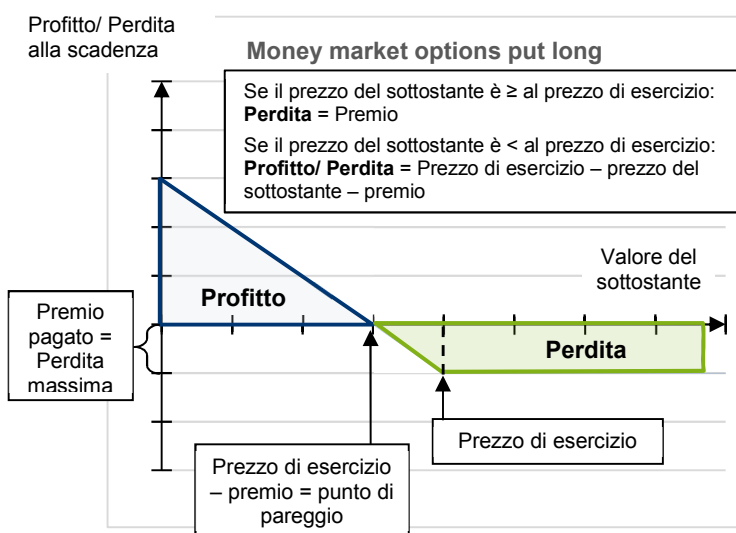 Profitto/ Perdita
alla scadenza
Money market options put long
Se il prezzo del sottostante è ≥ al prezzo di esercizio:
Perdita = Premio
Se il prezzo del sottostante è < al prezzo di esercizio:
Profitto/ Perdita = Prezzo di esercizio – prezzo del
sottostante – premio
Valore del
sottostante
Profitto
Premio
pagato =
Perdita
massima
Perdita
Prezzo di esercizio
Prezzo di esercizio
– premio = punto di
pareggio